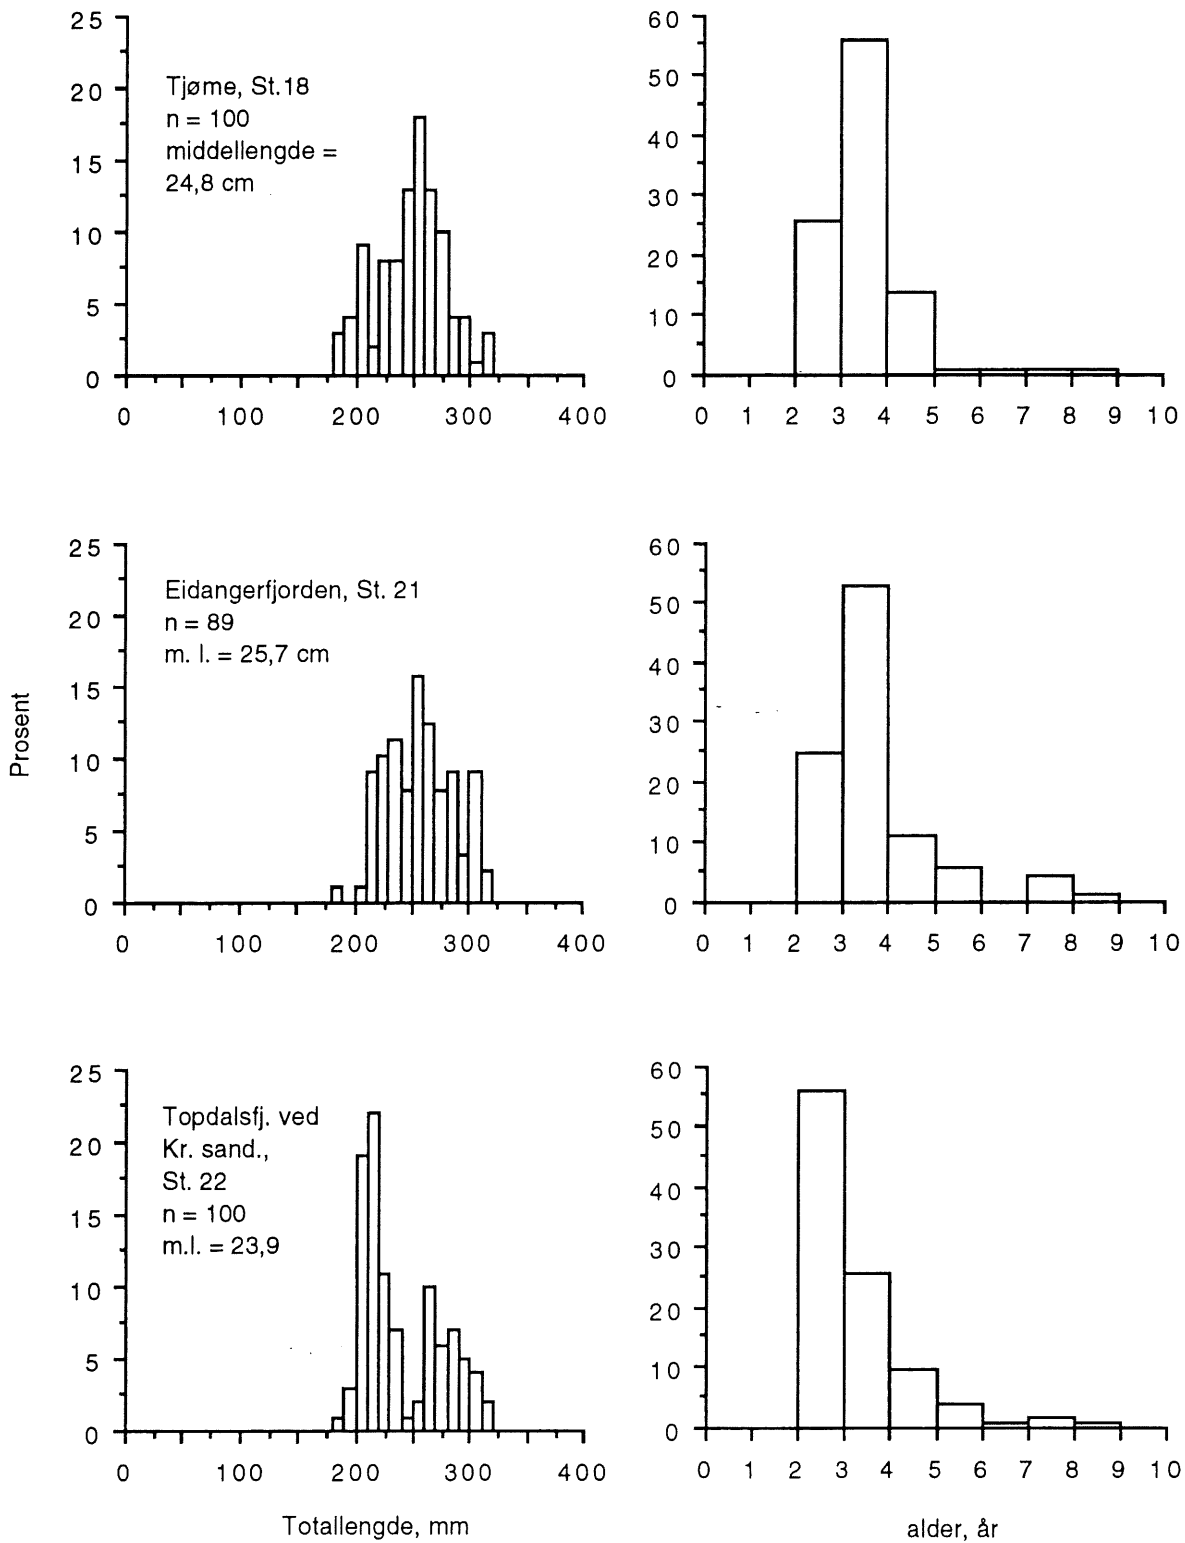 25
20
15
10
5
0
Tjøme, St.18
n = 100
middellengde =
24,8 cm
0 100 200 300 400
60
50
40
30
20
10
0
0 1 2 3 4 5 6 7 8 9 10
Prosent
25
20
15
10
5
0
Eidangerfjorden, St. 21
n = 89
m. l. = 25,7 cm
0 100 200 300 400
60
50
40
30
20
10
0
0 1 2 3 4 5 6 7 8 9 10
25
20
15
10
5
0
Topdalsfj. ved
Kr. sand.,
St. 22
n = 100
m.l. = 23,9
0 100 200 300 400
Totallengde, mm
60
50
40
30
20
10
0
0 1 2 3 4 5 6 7 8 9 10
alder, år